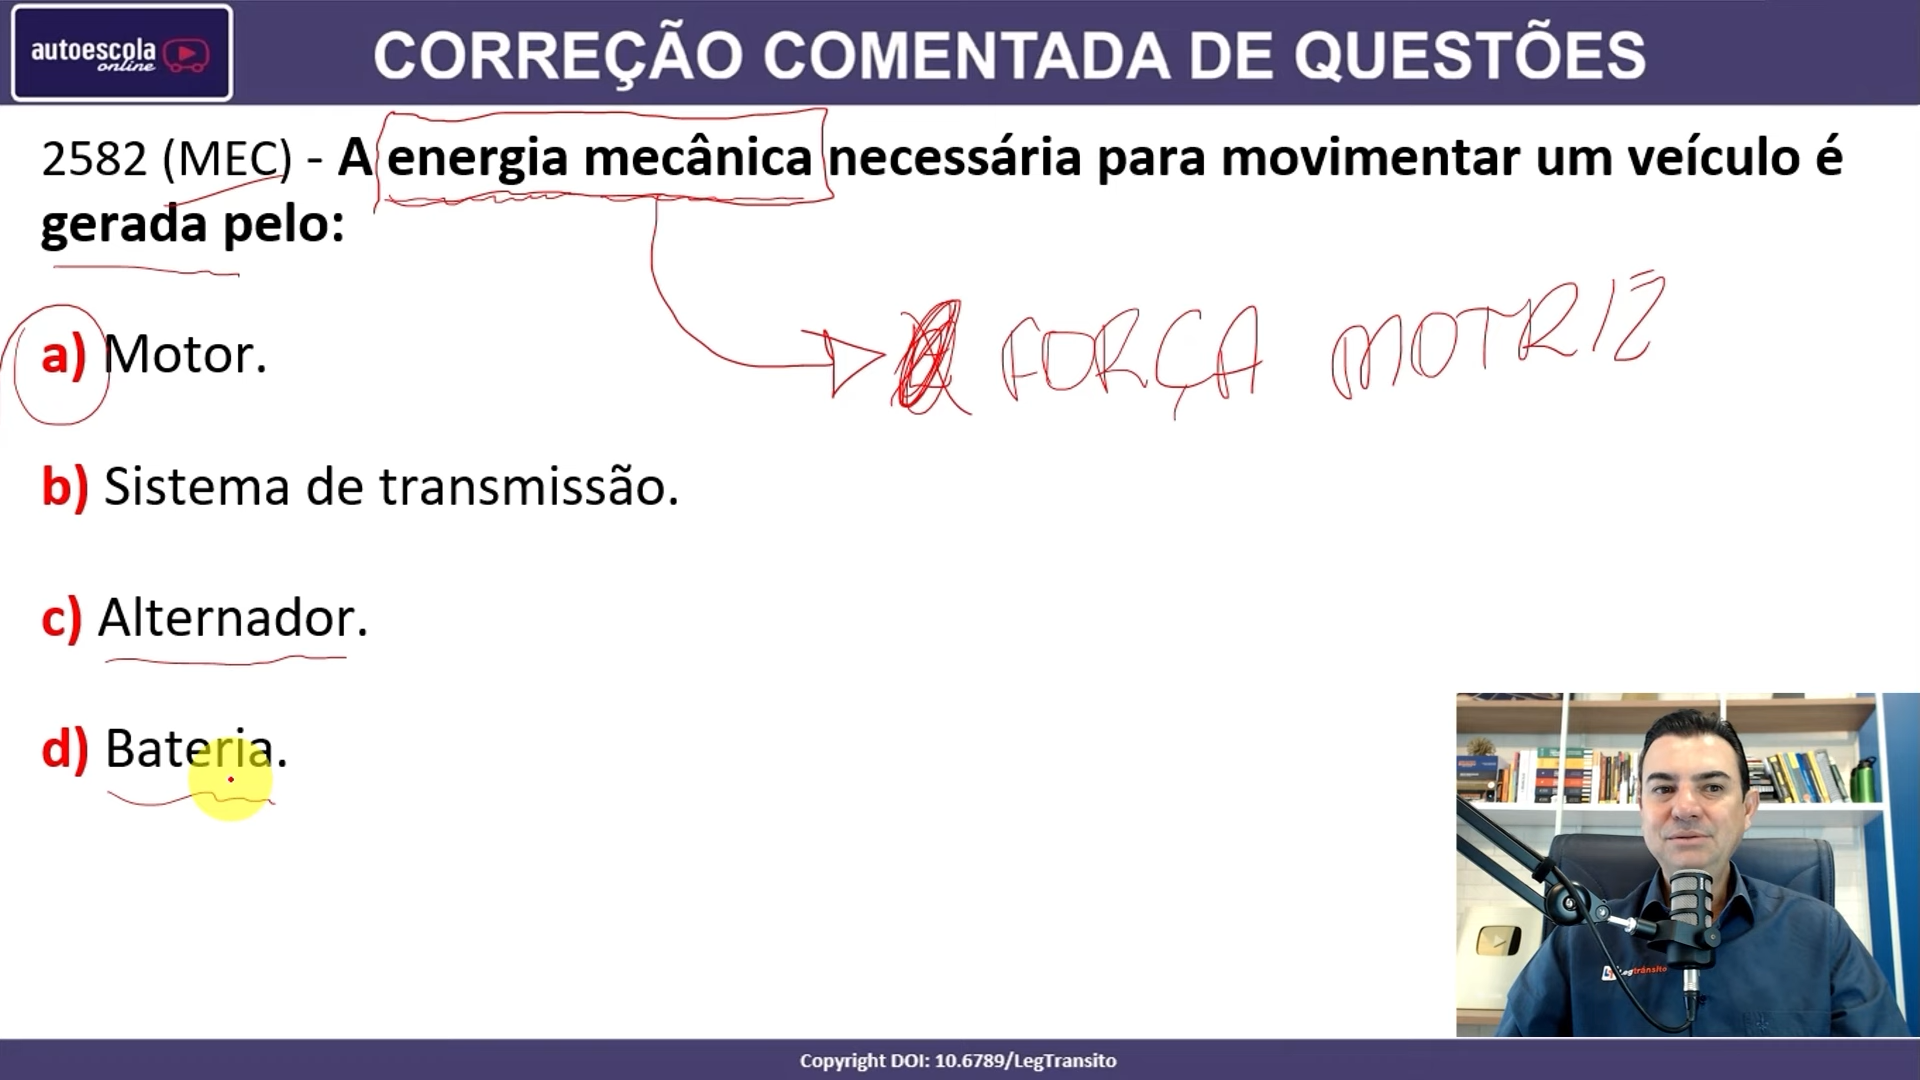 autoescola
online
CORREÇÃO COMENTADA DE QUESTÕES
2582 (MEC) - A energia mecânica necessária para movimentar um veículo é
gerada pelo:
a) Motor.
FORÇA MOTRIZ
b) Sistema de transmissão.
c) Alternador.
d) Bateria.
Legtrânsito
Copyright DOI: 10.6789/LegTransito